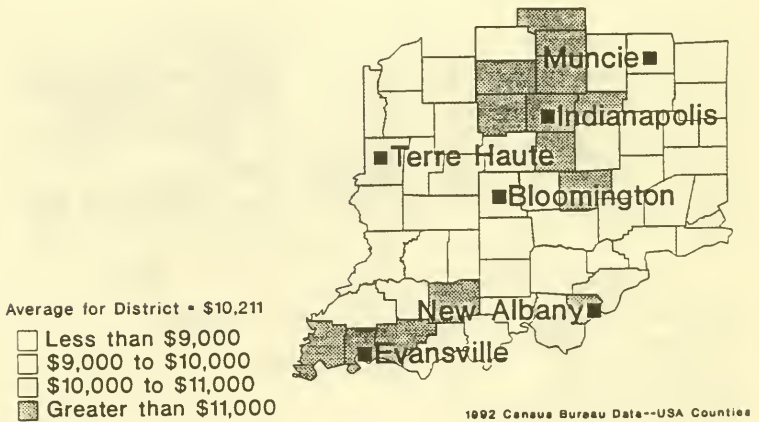 Muncie
Indianapolis
Terre Haute
Bloomington
New Albany
Evansville
Average for District = $10,211
Less than $9,000
$9,000 to $10,000
$10,000 to $11,000
Greater than $11,000
1992 Census Bureau Data--USA Counties